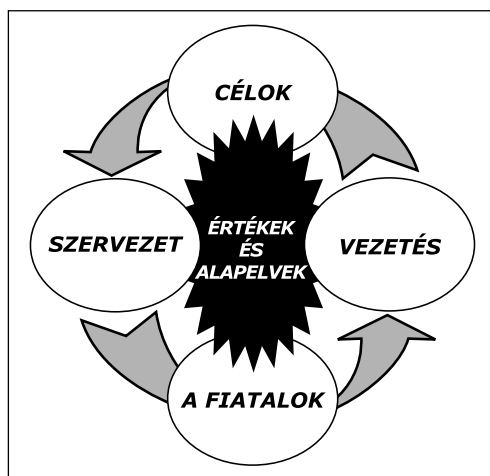 CÉLOK
SZERVEZET
ÉRTÉKEK
ÉS
ALAPELVEK
VEZETÉS
A FIATALOK